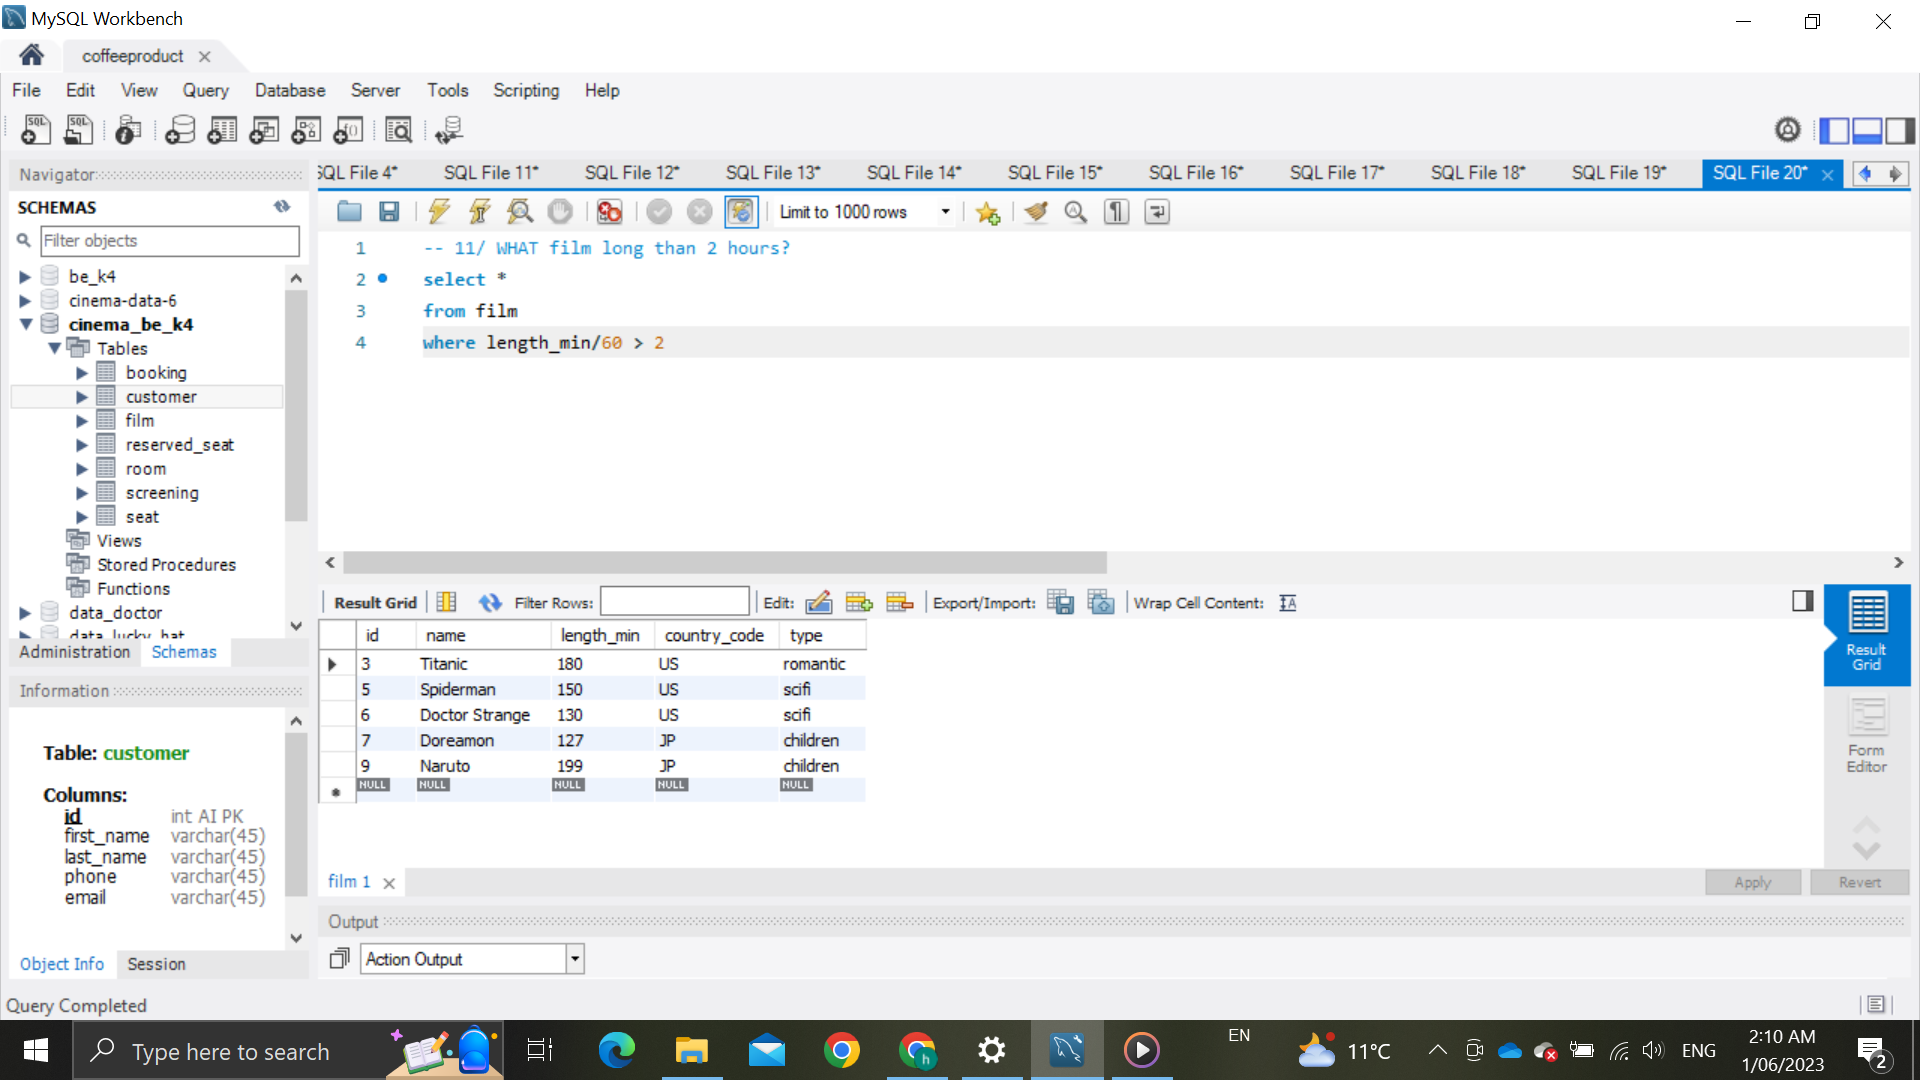 MySQL Workbench
coffeeproduct
File Edit View Query Database Server Tools Scripting Help
Navigator
SCHEMAS
Filter objects
be_k4
cinema-data-6
cinema_be_k4
Tables
booking
customer
film
reserved_seat
room
screening
seat
Views
Stored Procedures
Functions
data_doctor
data_lucky_hat
Administration Schemas
Information
Table: customer
Columns:
id int AI PK
first_name varchar(45)
last_name varchar(45)
phone varchar(45)
email varchar(45)
Object Info Session
SQL File 4* SQL File 11* SQL File 12* SQL File 13* SQL File 14* SQL File 15* SQL File 16* SQL File 17* SQL File 18* SQL File 19* SQL File 20*
Limit to 1000 rows
1 -- 11/ WHAT film long than 2 hours?
2 select *
3 from film
4 where length_min/60 > 2
Result Grid Filter Rows: Edit: Export/Import: Wrap Cell Content:
id name length_min country_code type
3 Titanic 180 US romantic
5 Spiderman 150 US scifi
6 Doctor Strange 130 US scifi
7 Doreamon 127 JP children
9 Naruto 199 JP children
NULL NULL NULL NULL NULL
Result
Grid
Form
Editor
film 1
Apply Revert
Output
Action Output
Query Completed
Type here to search
EN
11°C
ENG
2:10 AM
1/06/2023
2